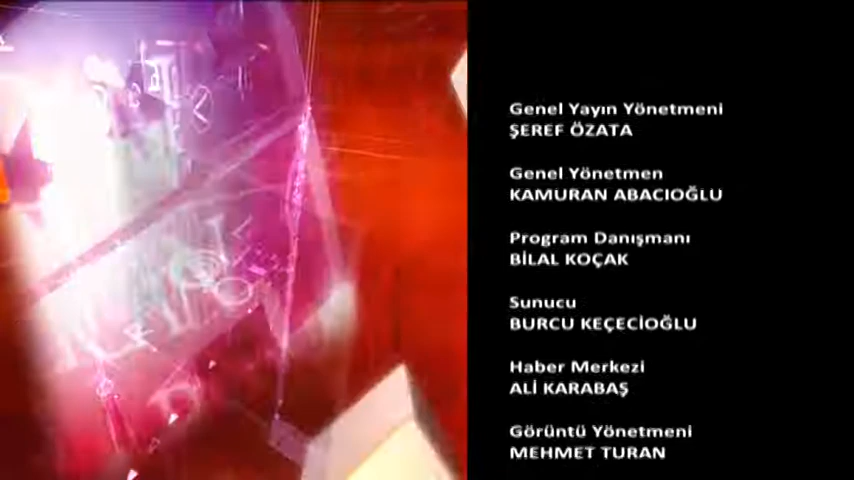 Genel Yayın Yönetmeni
ŞEREF ÖZATA
Genel Yönetmen
KAMURAN ABACIOĞLU
Program Danışmanı
BİLAL KOÇAK
Sunucu
BURCU KEÇECİOĞLU
Haber Merkezi
ALİ KARABAŞ
Görüntü Yönetmeni
MEHMET TURAN